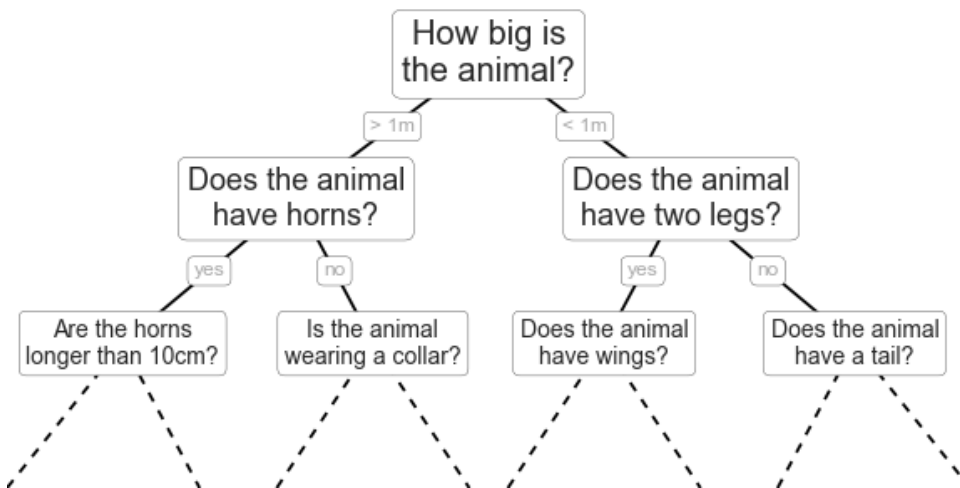 How big is
the animal?
> 1m
< 1m
Does the animal
have horns?
Does the animal
have two legs?
yes
no
yes
no
Are the horns
longer than 10cm?
Is the animal
wearing a collar?
Does the animal
have wings?
Does the animal
have a tail?